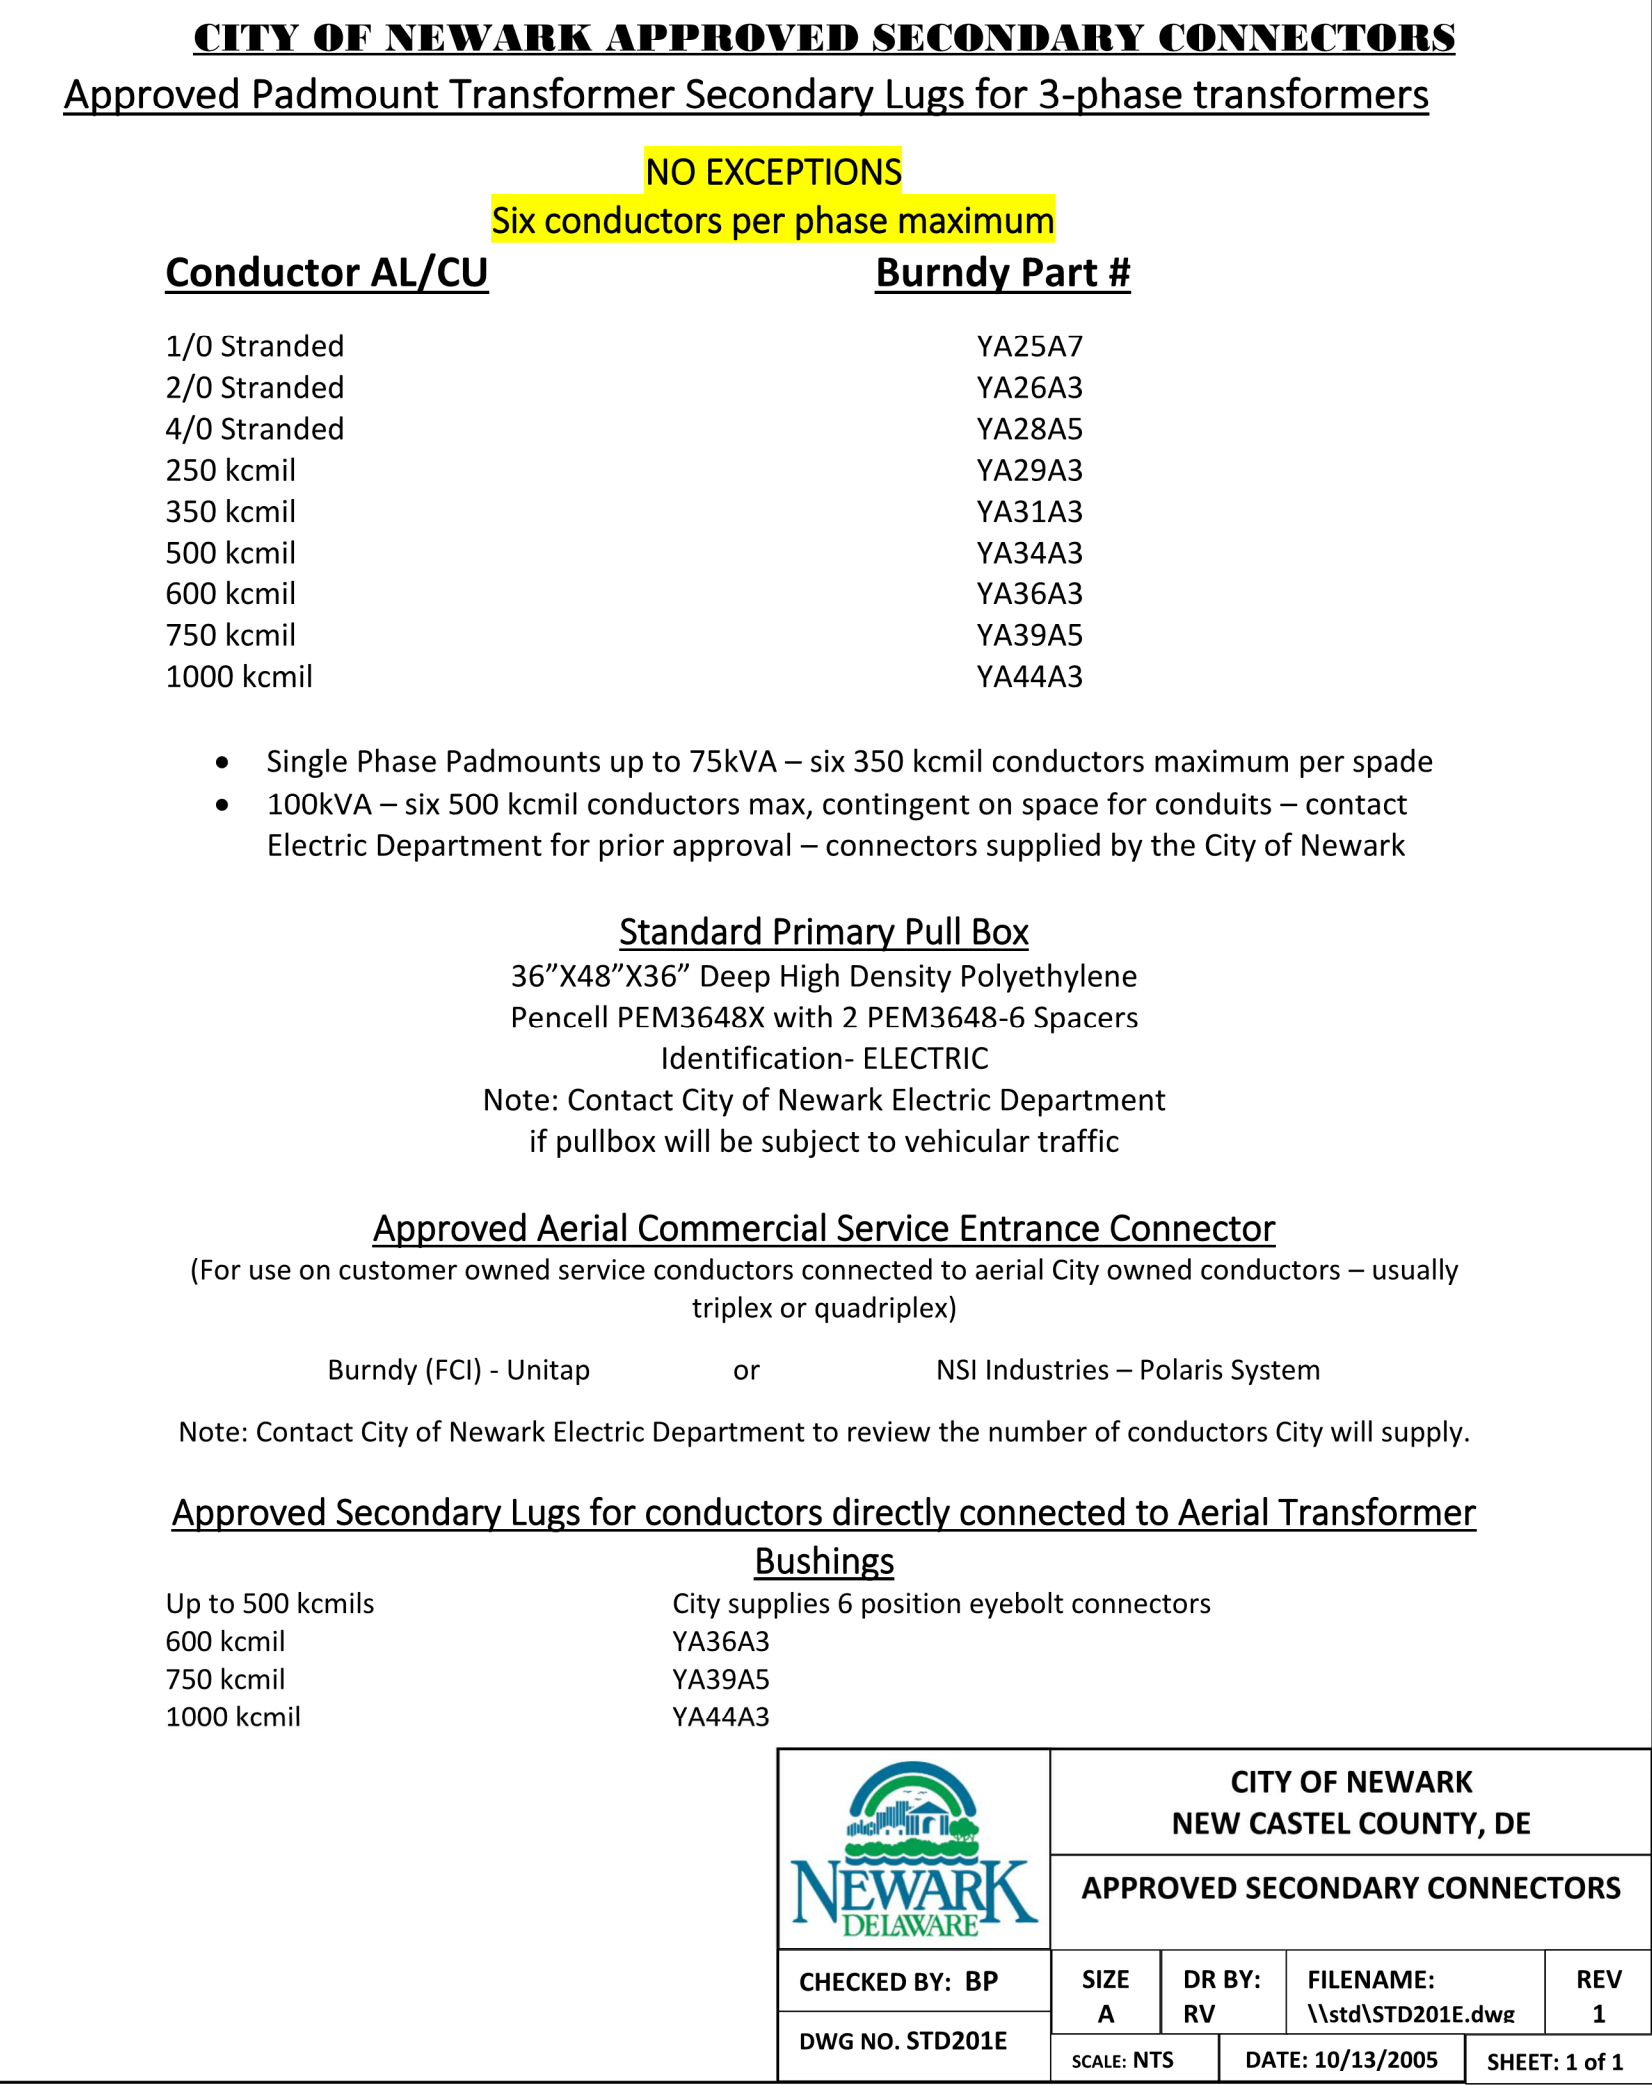 CITY OF NEWARK APPROVED SECONDARY CONNECTORS
Approved Padmount Transformer Secondary Lugs for 3-phase transformers
NO EXCEPTIONS
Six conductors per phase maximum
Conductor AL/CU Burndy Part #
1/0 Stranded YA25A7
2/0 Stranded YA26A3
4/0 Stranded YA28A5
250 kcmil YA29A3
350 kcmil YA31A3
500 kcmil YA34A3
600 kcmil YA36A3
750 kcmil YA39A5
1000 kcmil YA44A3
• Single Phase Padmounts up to 75kVA – six 350 kcmil conductors maximum per spade
• 100kVA – six 500 kcmil conductors max, contingent on space for conduits – contact
Electric Department for prior approval – connectors supplied by the City of Newark
Standard Primary Pull Box
36”X48”X36” Deep High Density Polyethylene
Pencell PEM3648X with 2 PEM3648-6 Spacers
Identification- ELECTRIC
Note: Contact City of Newark Electric Department
if pullbox will be subject to vehicular traffic
Approved Aerial Commercial Service Entrance Connector
(For use on customer owned service conductors connected to aerial City owned conductors – usually
triplex or quadriplex)
Burndy (FCI) - Unitap or NSI Industries – Polaris System
Note: Contact City of Newark Electric Department to review the number of conductors City will supply.
Approved Secondary Lugs for conductors directly connected to Aerial Transformer
Bushings
Up to 500 kcmils City supplies 6 position eyebolt connectors
600 kcmil YA36A3
750 kcmil YA39A5
1000 kcmil YA44A3
NEWARK
DELAWARE
CITY OF NEWARK
NEW CASTEL COUNTY, DE
APPROVED SECONDARY CONNECTORS
CHECKED BY: BP
DWG NO. STD201E
SIZE
A
DR BY:
RV
FILENAME:
\\std\STD201E.dwg
REV
1
SCALE: NTS
DATE: 10/13/2005
SHEET: 1 of 1